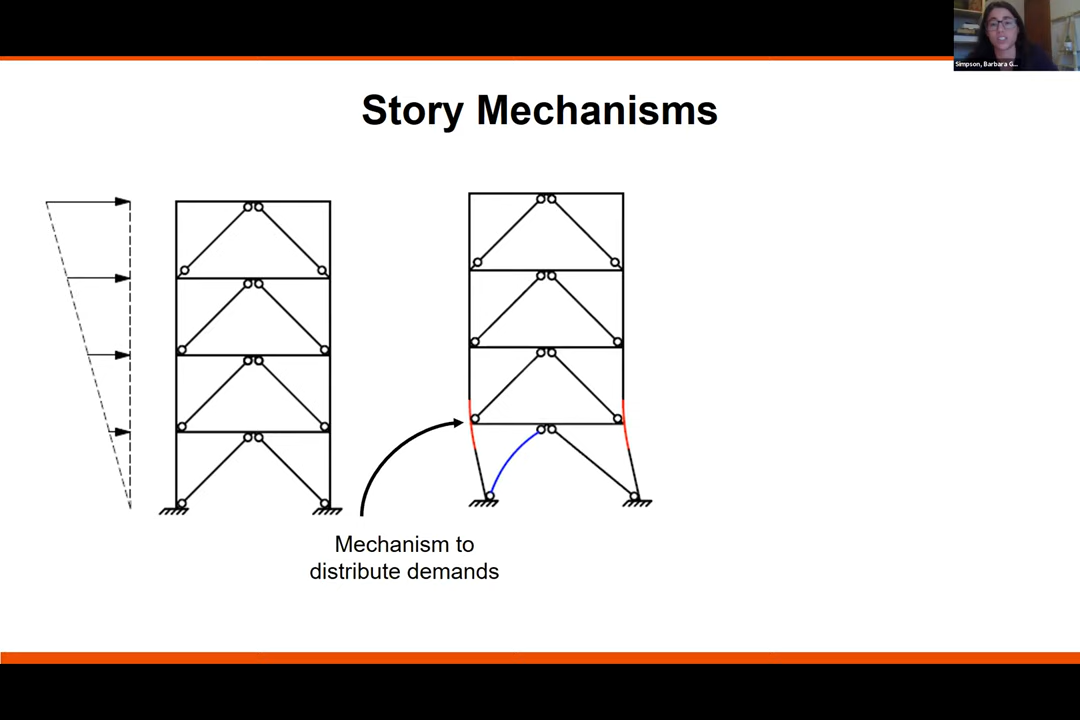 Simpson, Barbara G...
Story Mechanisms
Mechanism to
distribute demands